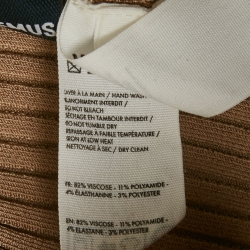 EMUS
LAVER A LA MAIN / HAND WASH
BLANCHIMENT INTERDIT /
DO NOT BLEACH
SÉCHAGE EN TAMBOUR INTERDIT /
DO NOT TUMBLE DRY
REPASSAGE À FAIBLE TEMPÉRATURE /
IRON AT LOW HEAT
NETTOYAGE À SEC / DRY CLEAN
FR: 82% VISCOSE - 11% POLYAMIDE -
4% ÉLASTHANNE - 3% POLYESTER
EN: 82% VISCOSE - 11% POLYAMIDE -
4% ELASTANE - 3% POLYESTER